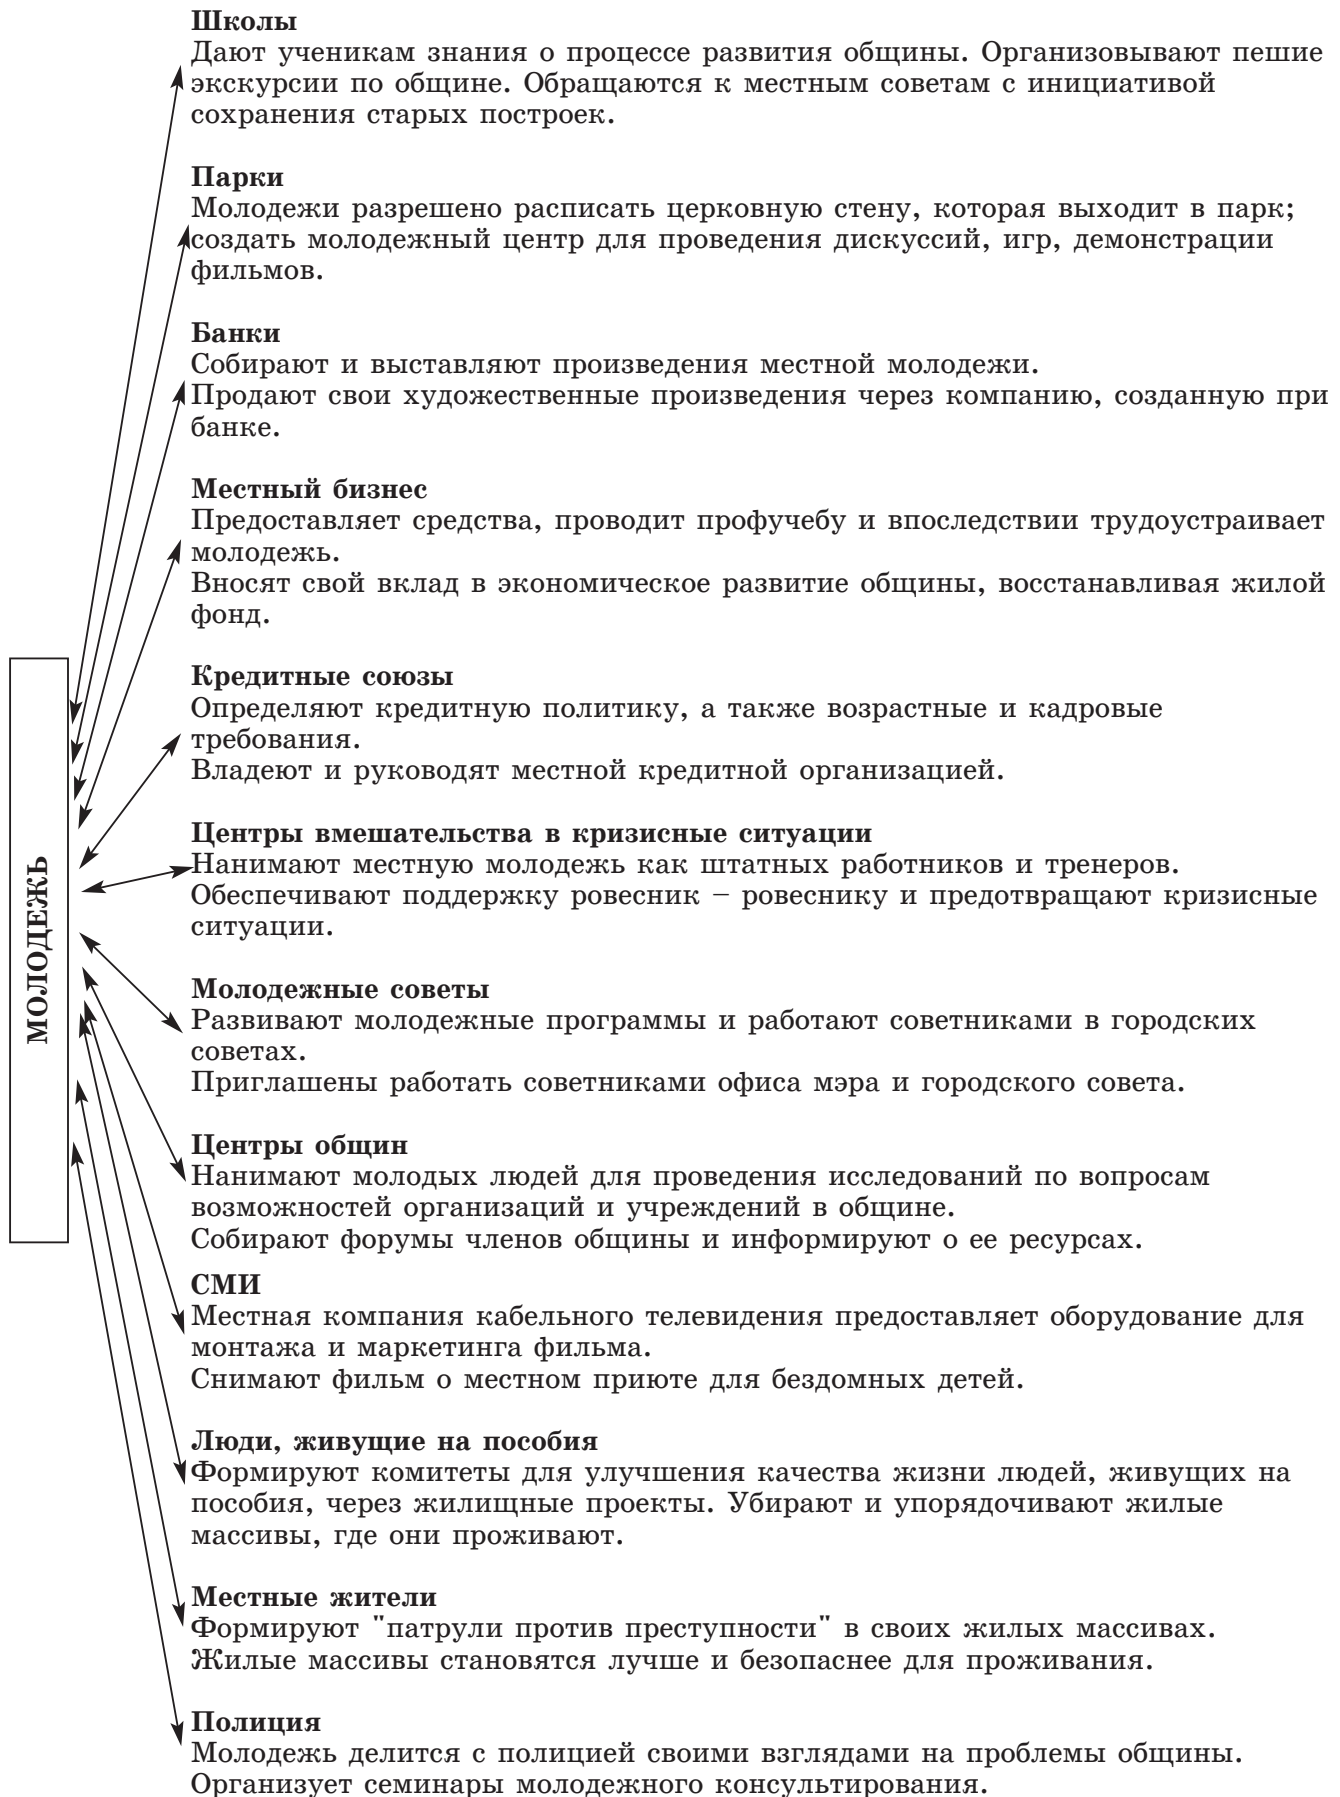 Школы
Дают ученикам знания о процессе развития общины. Организовывают пешие
экскурсии по общине. Обращаются к местным советам с инициативой
сохранения старых построек.
Парки
Молодежи разрешено расписать церковную стену, которая выходит в парк;
создать молодежный центр для проведения дискуссий, игр, демонстрации
фильмов.
Банки
Собирают и выставляют произведения местной молодежи.
Продают свои художественные произведения через компанию, созданную при
банке.
Местный бизнес
Предоставляет средства, проводит профучебу и впоследствии трудоустраивает
молодежь.
Вносят свой вклад в экономическое развитие общины, восстанавливая жилой
фонд.
Кредитные союзы
Определяют кредитную политику, а также возрастные и кадровые
требования.
Владеют и руководят местной кредитной организацией.
Центры вмешательства в кризисные ситуации
Нанимают местную молодежь как штатных работников и тренеров.
Обеспечивают поддержку ровесник – ровеснику и предотвращают кризисные
ситуации.
МОЛОДЕЖЬ
Молодежные советы
Развивают молодежные программы и работают советниками в городских
советах.
Приглашены работать советниками офиса мэра и городского совета.
Центры общин
Нанимают молодых людей для проведения исследований по вопросам
возможностей организаций и учреждений в общине.
Собирают форумы членов общины и информируют о ее ресурсах.
СМИ
Местная компания кабельного телевидения предоставляет оборудование для
монтажа и маркетинга фильма.
Снимают фильм о местном приюте для бездомных детей.
Люди, живущие на пособия
Формируют комитеты для улучшения качества жизни людей, живущих на
пособия, через жилищные проекты. Убирают и упорядочивают жилые
массивы, где они проживают.
Местные жители
Формируют "патрули против преступности" в своих жилых массивах.
Жилые массивы становятся лучше и безопаснее для проживания.
Полиция
Молодежь делится с полицией своими взглядами на проблемы общины.
Организует семинары молодежного консультирования.